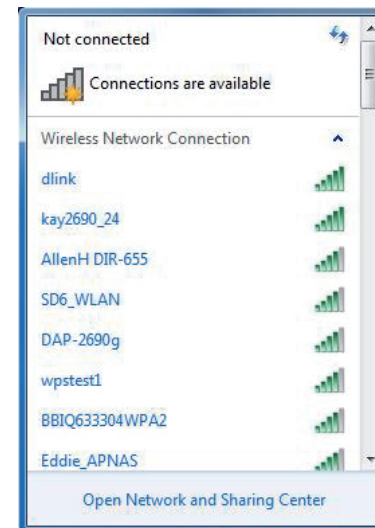 Not connected
Connections are available
Wireless Network Connection
dlink
kay2690_24
AllenH DIR-655
SD6_WLAN
DAP-2690g
wpstest1
BBIQ633304WPA2
Eddie_APNAS
Open Network and Sharing Center